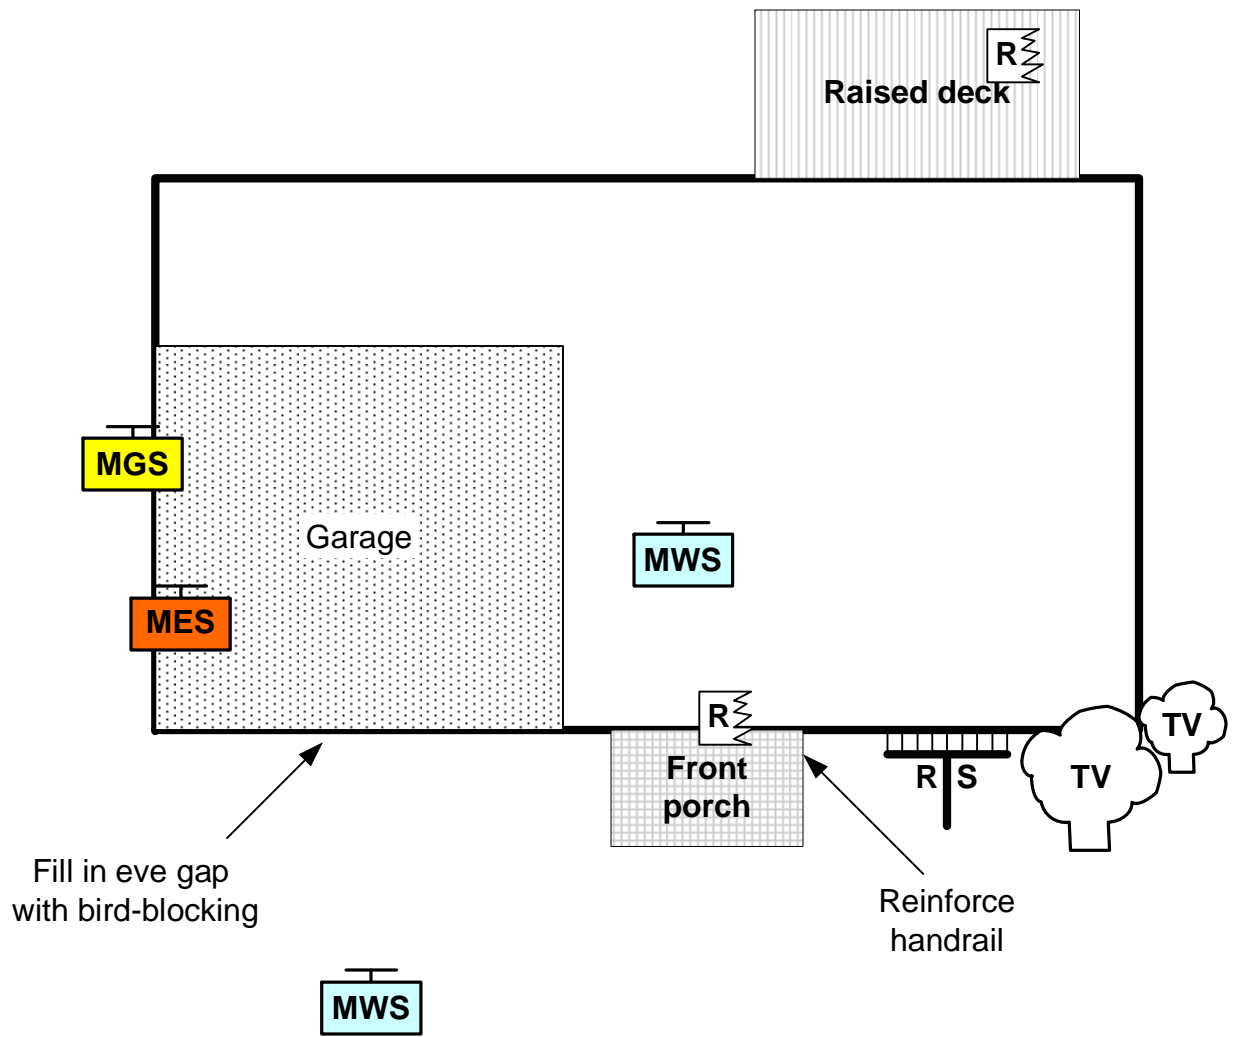 R
Raised deck
MGS
Garage
MWS
MES
R
TV
Front
porch
R S
TV
Fill in eve gap
with bird-blocking
Reinforce
handrail
MWS